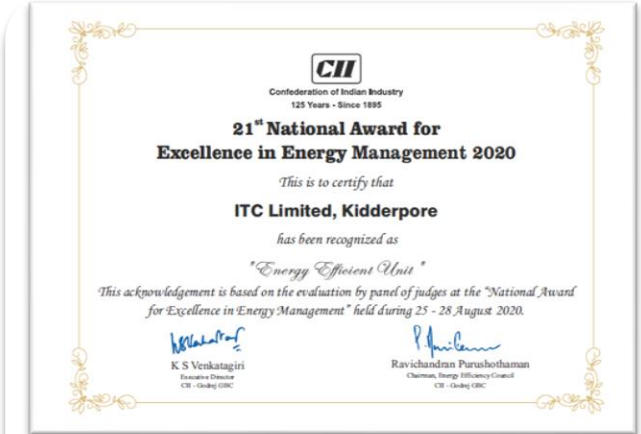 CII
Confederation of Indian Industry
125 Years - Since 1895
21st National Award for
Excellence in Energy Management 2020
This is to certify that
ITC Limited, Kidderpore
has been recognized as
"Energy Efficient Unit "
This acknowledgement is based on the evaluation by panel of judges at the "National Award
for Excellence in Energy Management" held during 25 - 28 August 2020.
K S Venkatagiri
Executive Director
CII - Godrej GBC
Ravichandran Purushothaman
Chairman, Energy Efficiency Council
CII - Godrej GBC